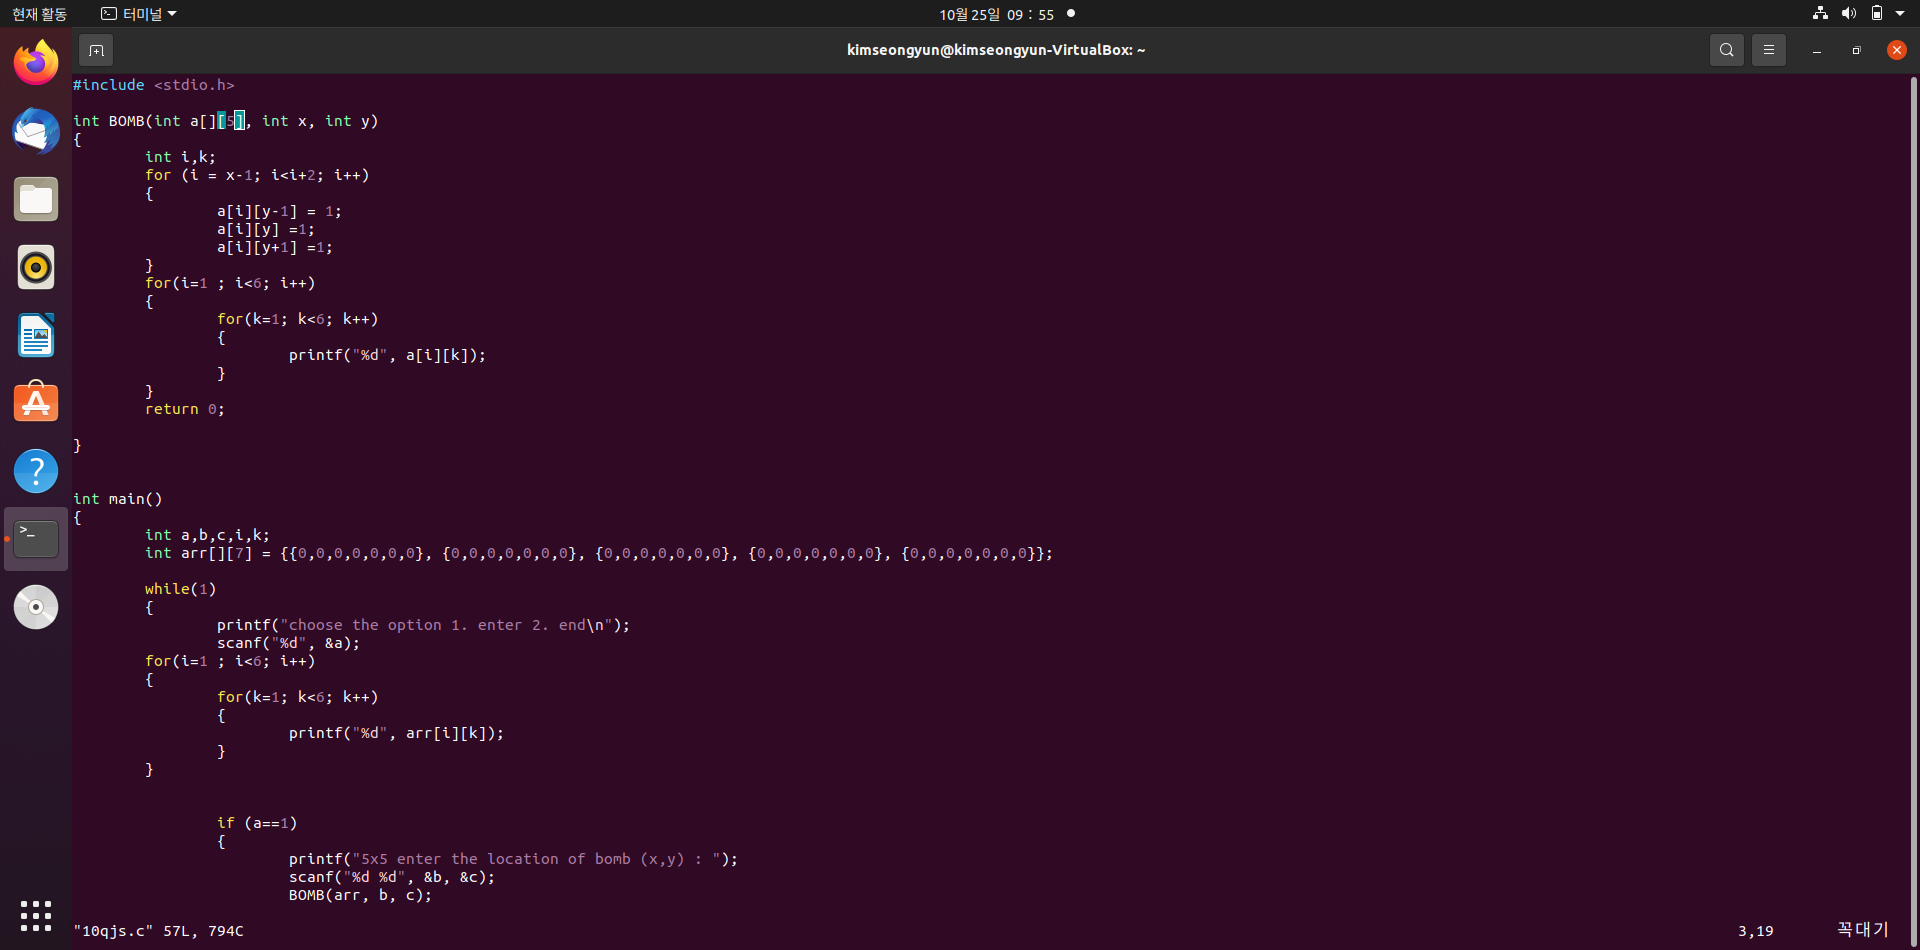 현재 활동 터미널 10월 25일 09 : 55
kimseongyun@kimseongyun-VirtualBox: ~
#include <stdio.h>
int BOMB(int a[][5], int x, int y)
{
int i,k;
for (i = x-1; i<i+2; i++)
{
a[i][y-1] = 1;
a[i][y] =1;
a[i][y+1] =1;
}
for(i=1 ; i<6; i++)
{
for(k=1; k<6; k++)
{
printf("%d", a[i][k]);
}
}
return 0;
}
int main()
{
int a,b,c,i,k;
int arr[][7] = {{0,0,0,0,0,0,0}, {0,0,0,0,0,0,0}, {0,0,0,0,0,0,0}, {0,0,0,0,0,0,0}, {0,0,0,0,0,0,0}};
while(1)
{
printf("choose the option 1. enter 2. end\n");
scanf("%d", &a);
for(i=1 ; i<6; i++)
{
for(k=1; k<6; k++)
{
printf("%d", arr[i][k]);
}
}
if (a==1)
{
printf("5x5 enter the location of bomb (x,y) : ");
scanf("%d %d", &b, &c);
BOMB(arr, b, c);
"10qjs.c" 57L, 794C 3,19 꼭대기